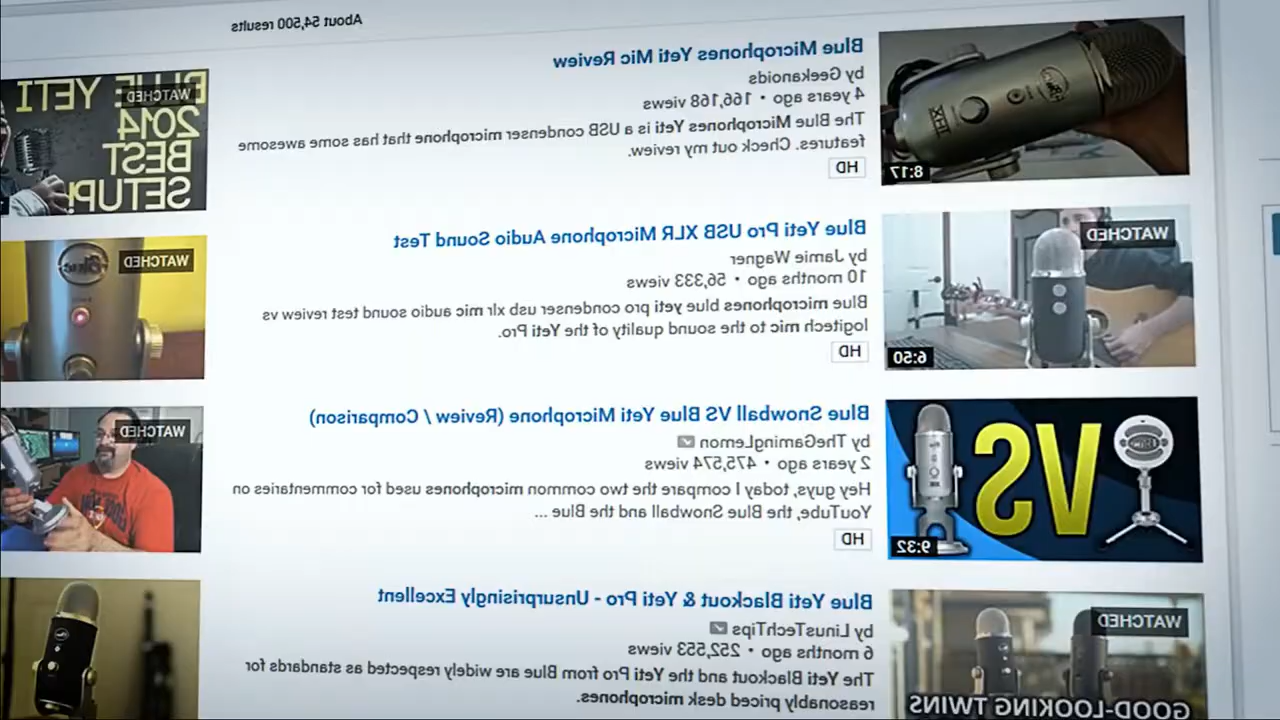 About 54,500 results
Blue Microphones Yeti Mic Review
by Geekanoids
4 years ago • 166,168 views
The Blue Microphones Yeti is a USB condenser microphone that has some awesome
features. Check out my review.
HD
8:17
THX
BLUE YETI
WATCHED
2014
BEST
SETUP!
Blue Yeti Pro USB XLR Microphone Audio Sound Test
by Jamie Wagner
10 months ago • 56,333 views
Blue microphones blue yeti pro condenser usb xlr mic audio sound test review vs
logitech mic to the sound quality of the Yeti Pro.
HD
WATCHED
6:50
WATCHED
Blue
Blue Snowball VS Blue Yeti Microphone (Review / Comparison)
by TheGamingLemon
2 years ago • 475,574 views
Hey guys, today I compare the two common microphones used for commentaries on
YouTube, the Blue Snowball and the Blue ...
HD
VS
9:32
WATCHED
Blue Yeti Blackout & Yeti Pro - Unsurprisingly Excellent
by LinusTechTips
6 months ago • 252,553 views
The Yeti Blackout and the Yeti Pro from Blue are widely respected as standards for
reasonably priced desk microphones.
WATCHED
GOOD-LOOKING TWINS